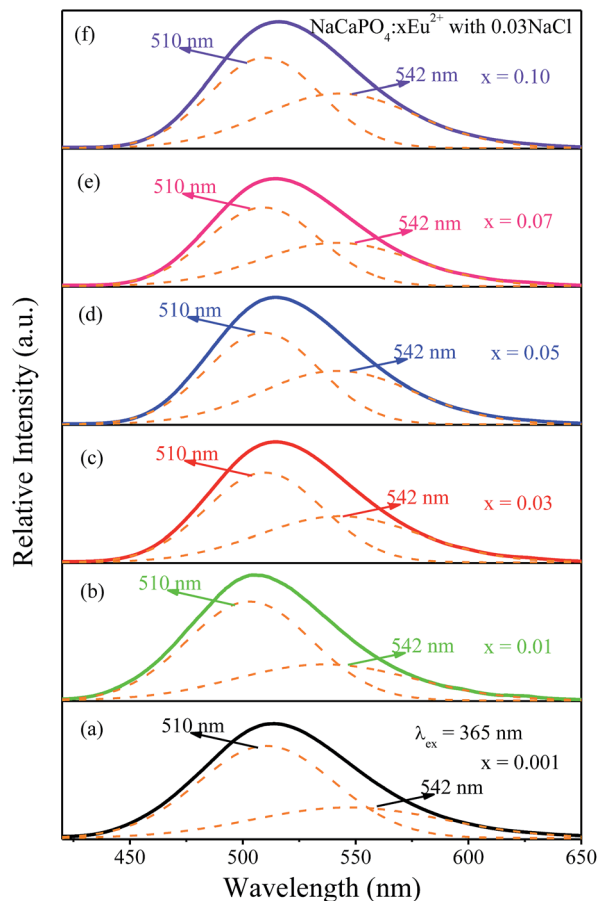 (f)
NaCaPO₄:xEu²⁺ with 0.03NaCl
510 nm
542 nm
x = 0.10
(e)
510 nm
542 nm
x = 0.07
(d)
510 nm
542 nm
x = 0.05
(c)
510 nm
542 nm
x = 0.03
(b)
510 nm
542 nm
x = 0.01
(a)
510 nm
λₑₓ = 365 nm
x = 0.001
542 nm
Relative Intensity (a.u.)
450 500 550 600 650
Wavelength (nm)